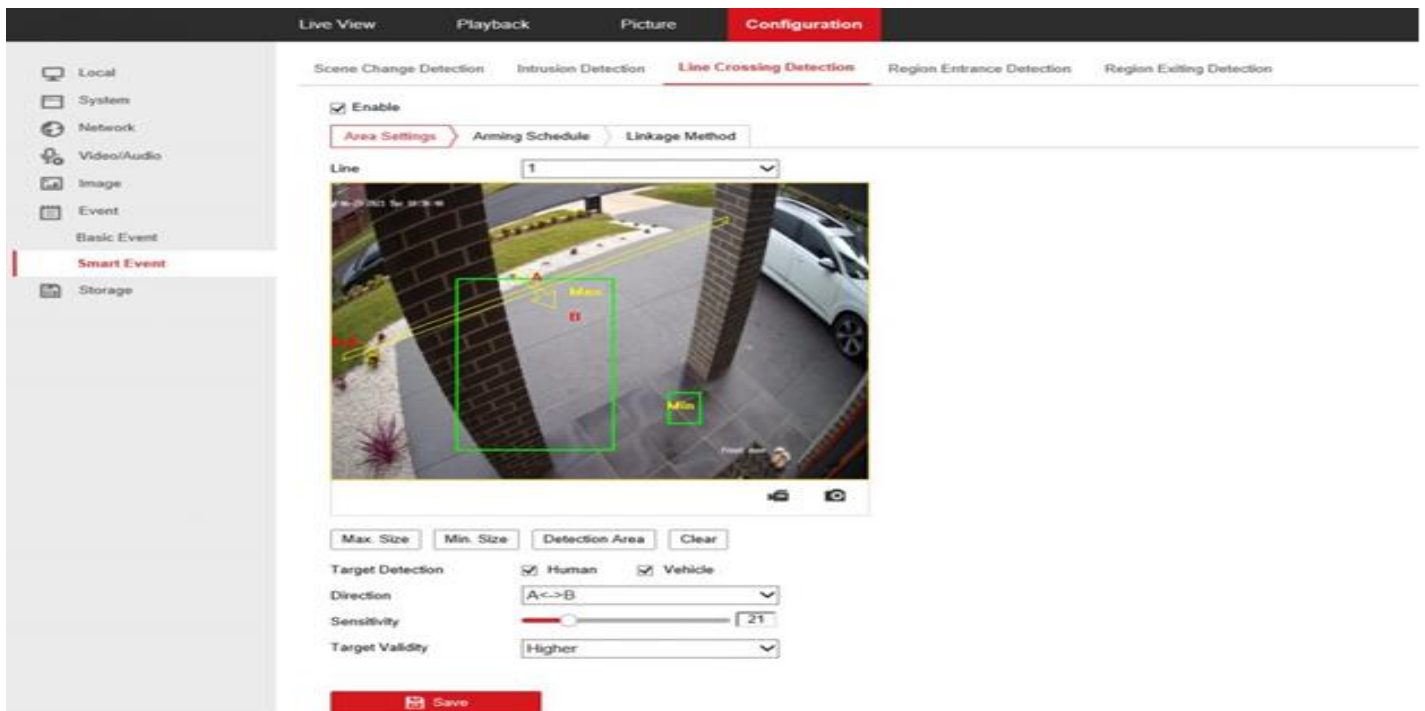 Live View Playback Picture Configuration
Local
System
Network
Video/Audio
Image
Event
Basic Event
Smart Event
Storage
Scene Change Detection Intrusion Detection Line Crossing Detection Region Entrance Detection Region Exiting Detection
Enable
Area Settings Arming Schedule Linkage Method
Line 1
A
Max
B
Min
Front door
Max. Size Min. Size Detection Area Clear
Target Detection Human Vehicle
Direction A<->B
Sensitivity 21
Target Validity Higher
Save